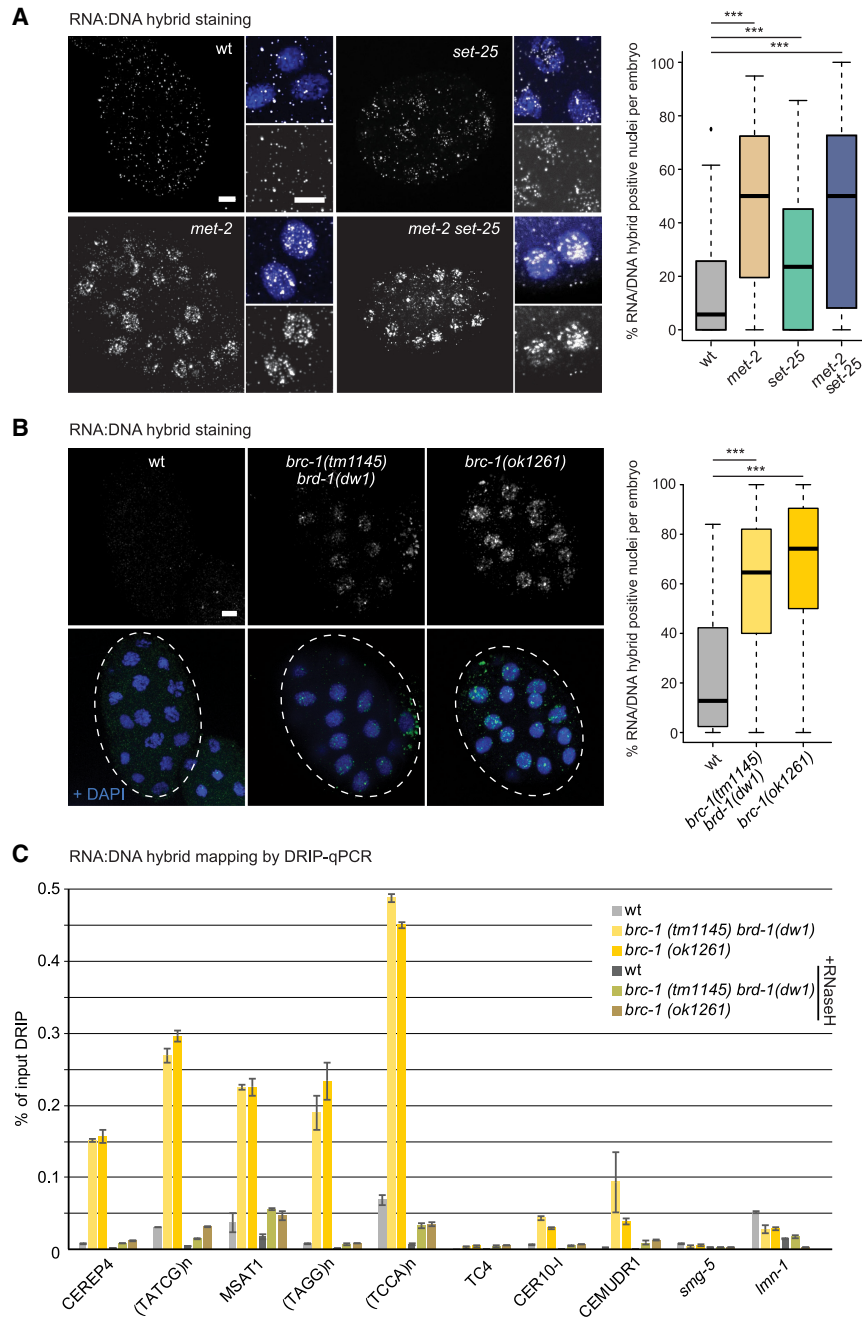 A
RNA:DNA hybrid staining
wt
set-25
met-2
met-2 set-25
% RNA/DNA hybrid positive nuclei per embryo
***
***
***
100
80
60
40
20
0
wt
met-2
set-25
met-2
set-25
B
RNA:DNA hybrid staining
wt
brc-1(tm1145)
brd-1(dw1)
brc-1(ok1261)
+ DAPI
% RNA/DNA hybrid positive nuclei per embryo
***
***
100
80
60
40
20
0
wt
brc-1(tm1145)
brd-1(dw1)
brc-1(ok1261)
C
RNA:DNA hybrid mapping by DRIP-qPCR
% of input DRIP
0.5
0.4
0.3
0.2
0.1
0
wt
brc-1 (tm1145) brd-1(dw1)
brc-1 (ok1261)
wt
brc-1 (tm1145) brd-1(dw1)
brc-1 (ok1261)
+RNaseH
CEREP4
(TATCG)n
MSAT1
(TAGG)n
(TCCA)n
TC4
CER10-I
CEMUDR1
smg-5
lmn-1